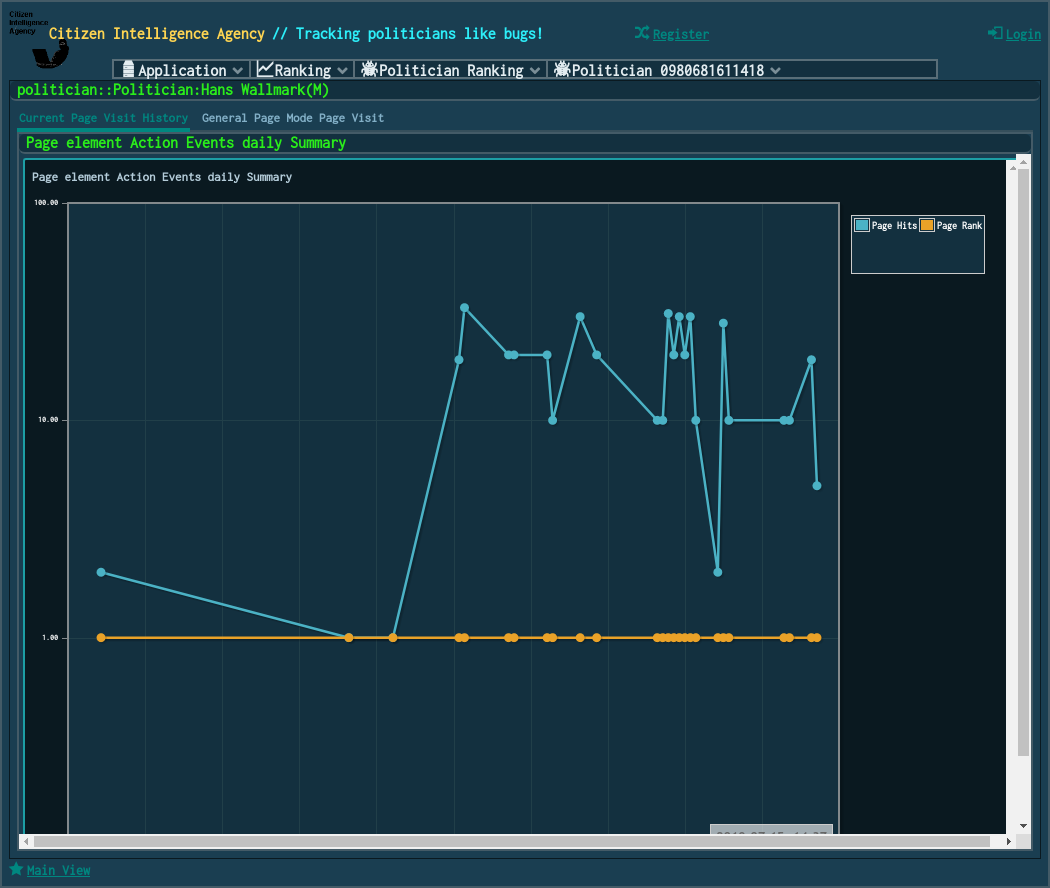 Citizen
Intelligence
Agency
Citizen Intelligence Agency // Tracking politicians like bugs!
Register
Login
Application
Ranking
Politician Ranking
Politician 0980681611418
politician::Politician:Hans Wallmark(M)
Current Page Visit History
General Page Mode Page Visit
Page element Action Events daily Summary
Page element Action Events daily Summary
100.00
Page Hits
Page Rank
10.00
1.00
Main View